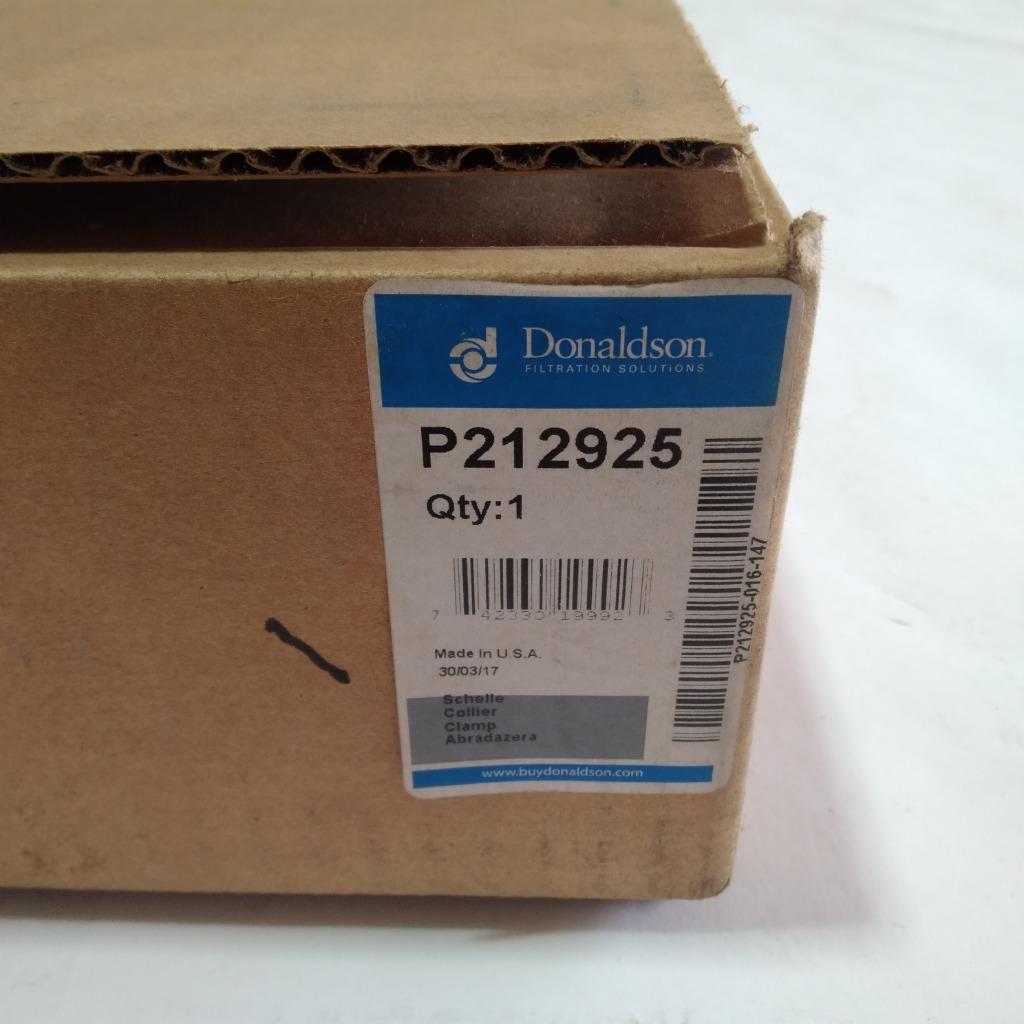 Donaldson®
FILTRATION SOLUTIONS
P212925
Qty:1
7 42330 19992 3
P212925-016-147
Made In U.S.A.
30/03/17
Schelle
Collier
Clamp
Abradazera
www.buydonaldson.com